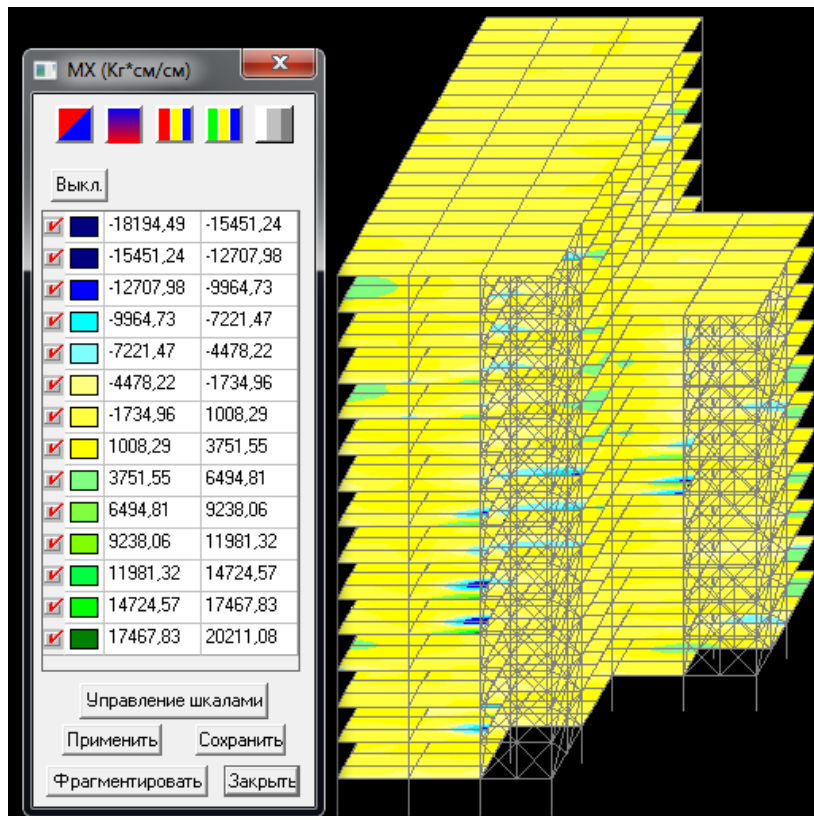 MX (Кг*см/см)
Выкл.
-18194,49 -15451,24
-15451,24 -12707,98
-12707,98 -9964,73
-9964,73 -7221,47
-7221,47 -4478,22
-4478,22 -1734,96
-1734,96 1008,29
1008,29 3751,55
3751,55 6494,81
6494,81 9238,06
9238,06 11981,32
11981,32 14724,57
14724,57 17467,83
17467,83 20211,08
Управление шкалами
Применить Сохранить
Фрагментировать Закрыть